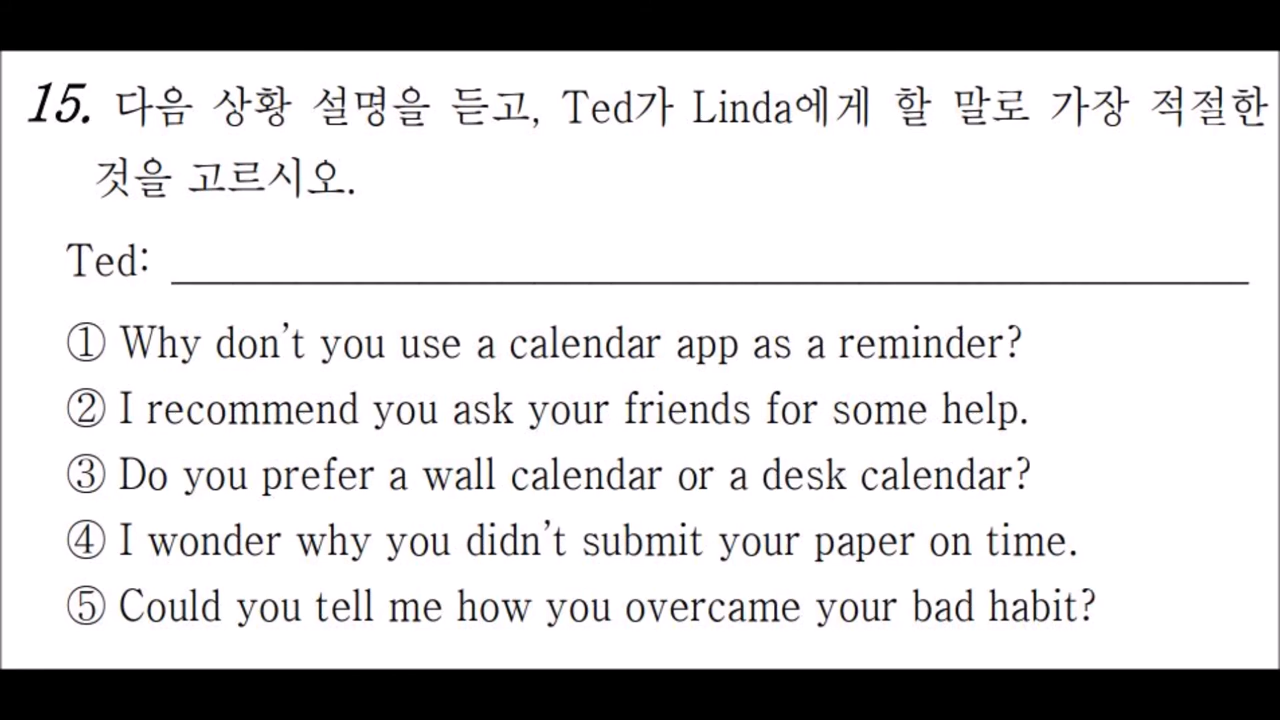 15. 다음 상황 설명을 듣고, Ted가 Linda에게 할 말로 가장 적절한
것을 고르시오.
Ted:
① Why don't you use a calendar app as a reminder?
② I recommend you ask your friends for some help.
③ Do you prefer a wall calendar or a desk calendar?
④ I wonder why you didn't submit your paper on time.
⑤ Could you tell me how you overcame your bad habit?